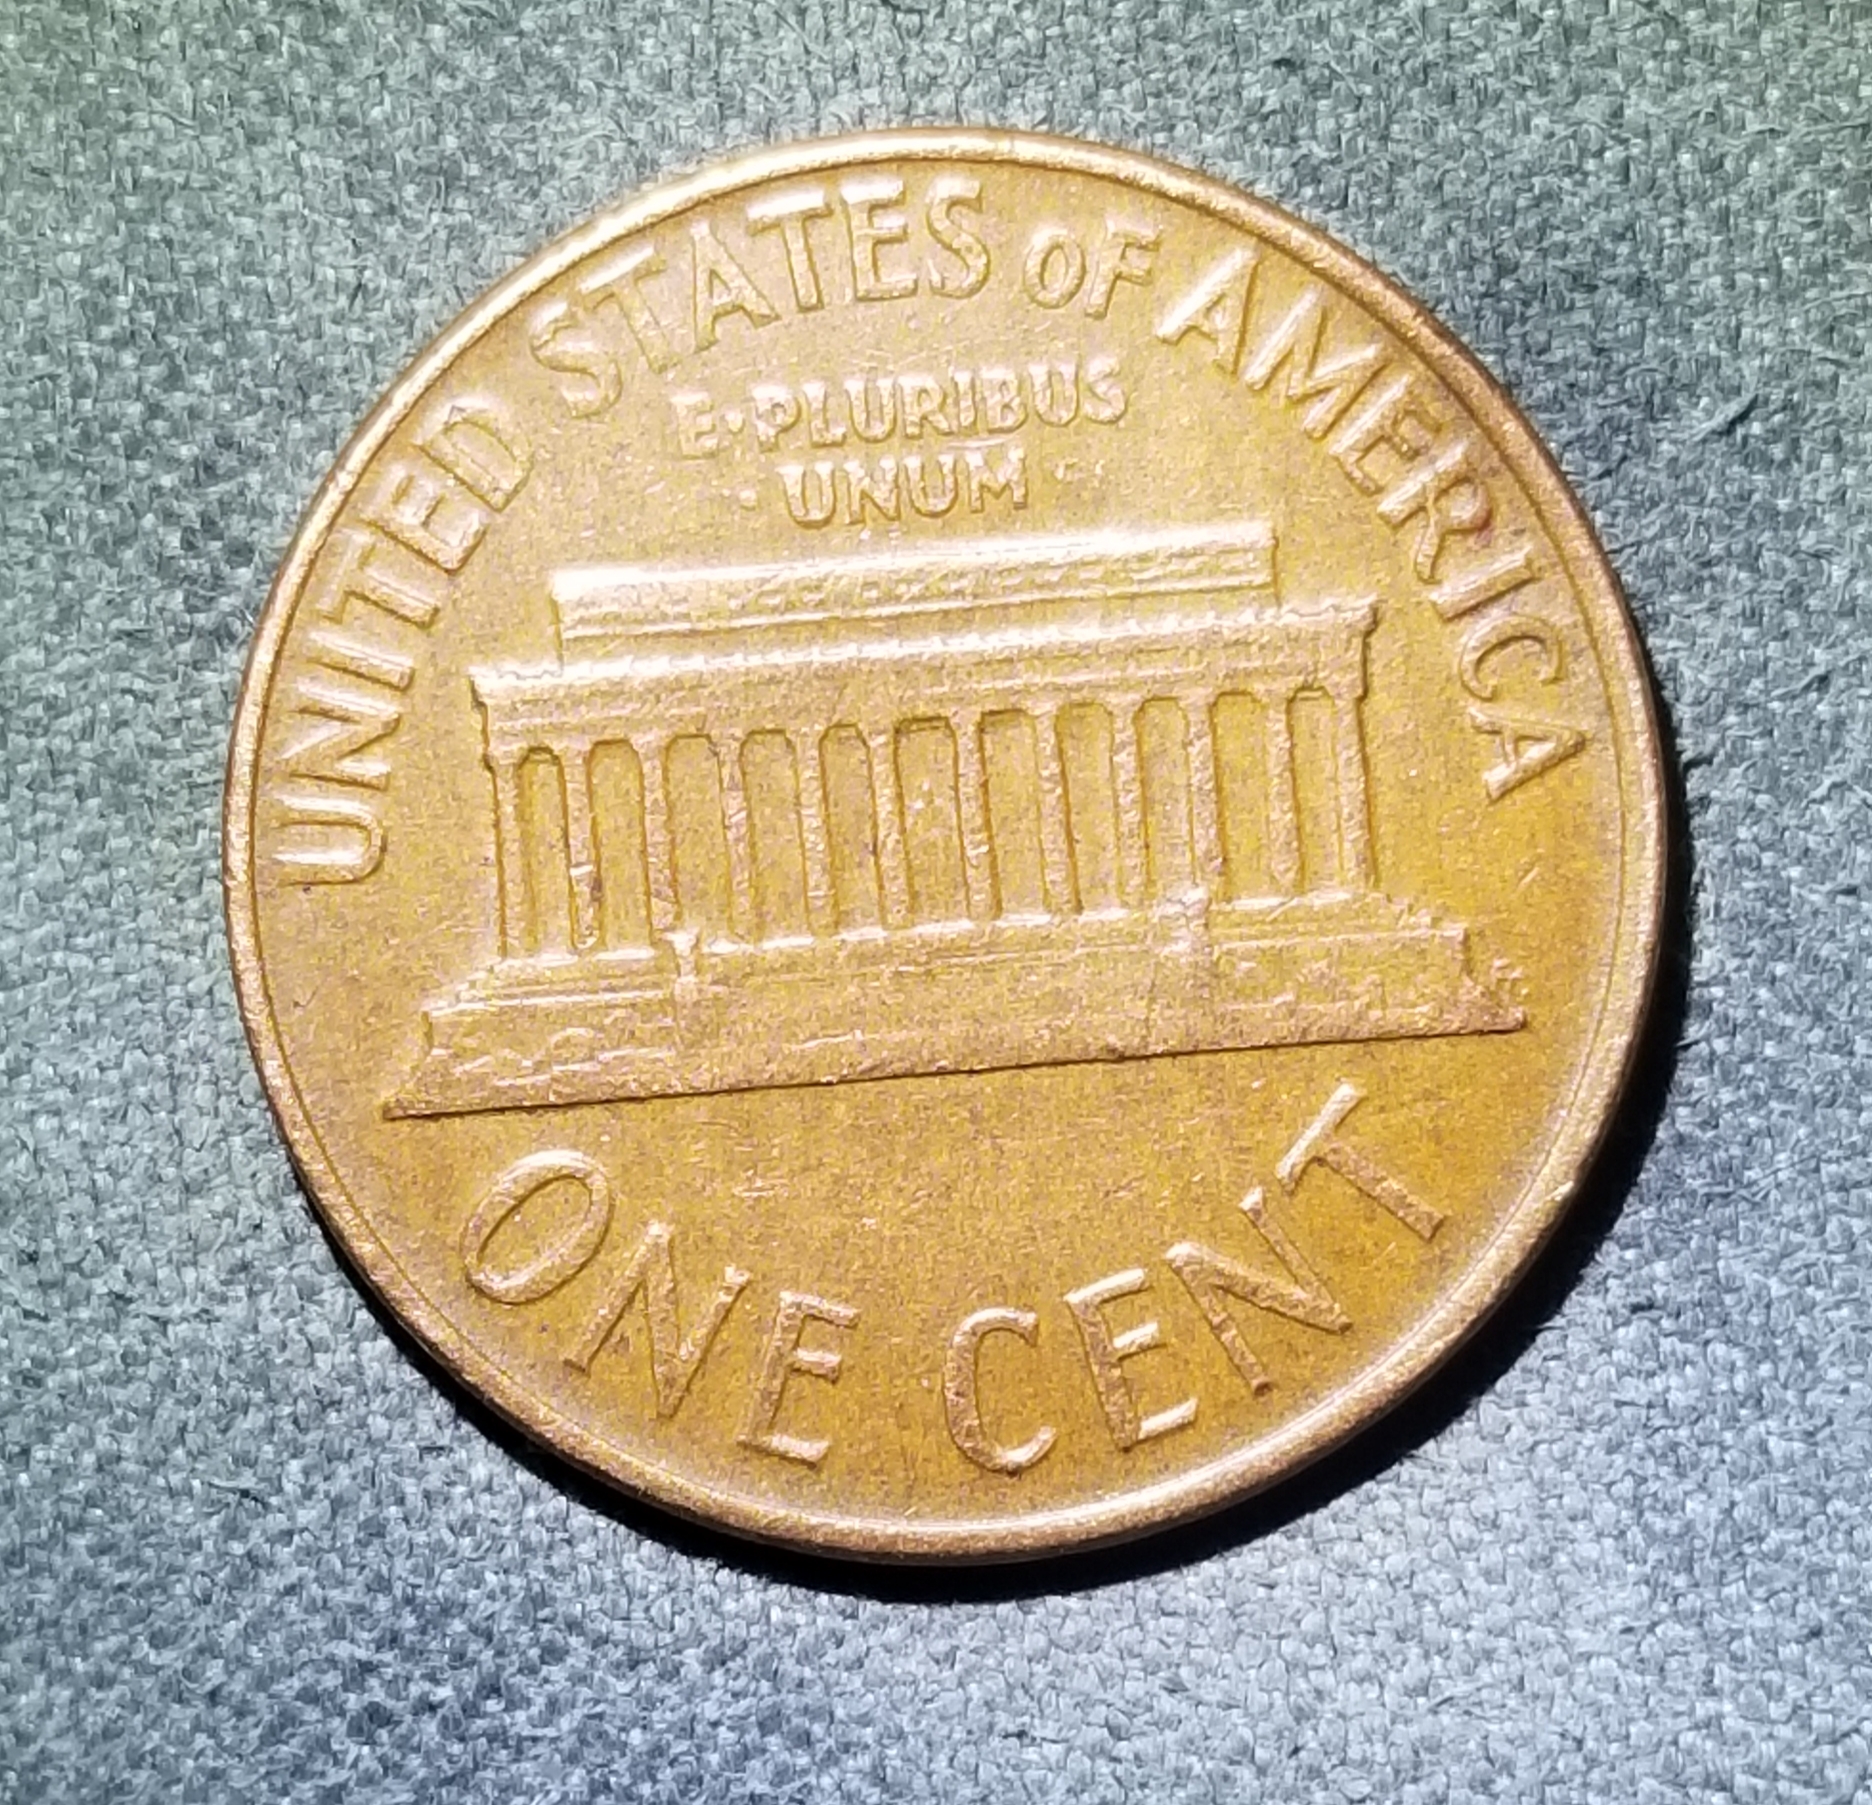 UNITED STATES OF AMERICA
E·PLURIBUS
·UNUM·
ONE CENT